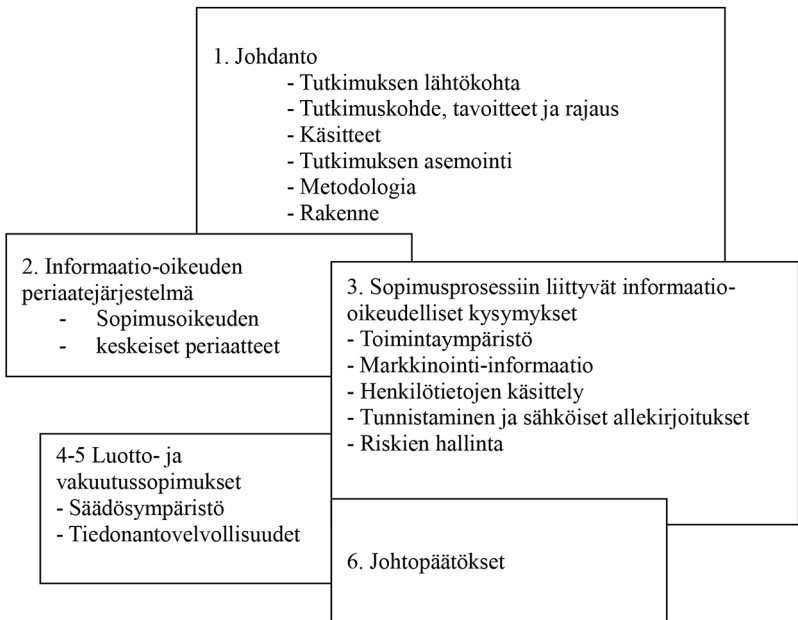 1. Johdanto
- Tutkimuksen lähtökohta
- Tutkimuskohde, tavoitteet ja rajaus
- Käsitteet
- Tutkimuksen asemointi
- Metodologia
- Rakenne
2. Informaatio-oikeuden
periaatejärjestelmä
- Sopimusoikeuden
- keskeiset periaatteet
3. Sopimusprosessiin liittyvät informaatio-
oikeudelliset kysymykset
- Toimintaympäristö
- Markkinointi-informaatio
- Henkilötietojen käsittely
- Tunnistaminen ja sähköiset allekirjoitukset
- Riskien hallinta
4-5 Luotto- ja
vakuutussopimukset
- Säädösympäristö
- Tiedonantovelvollisuudet
6. Johtopäätökset